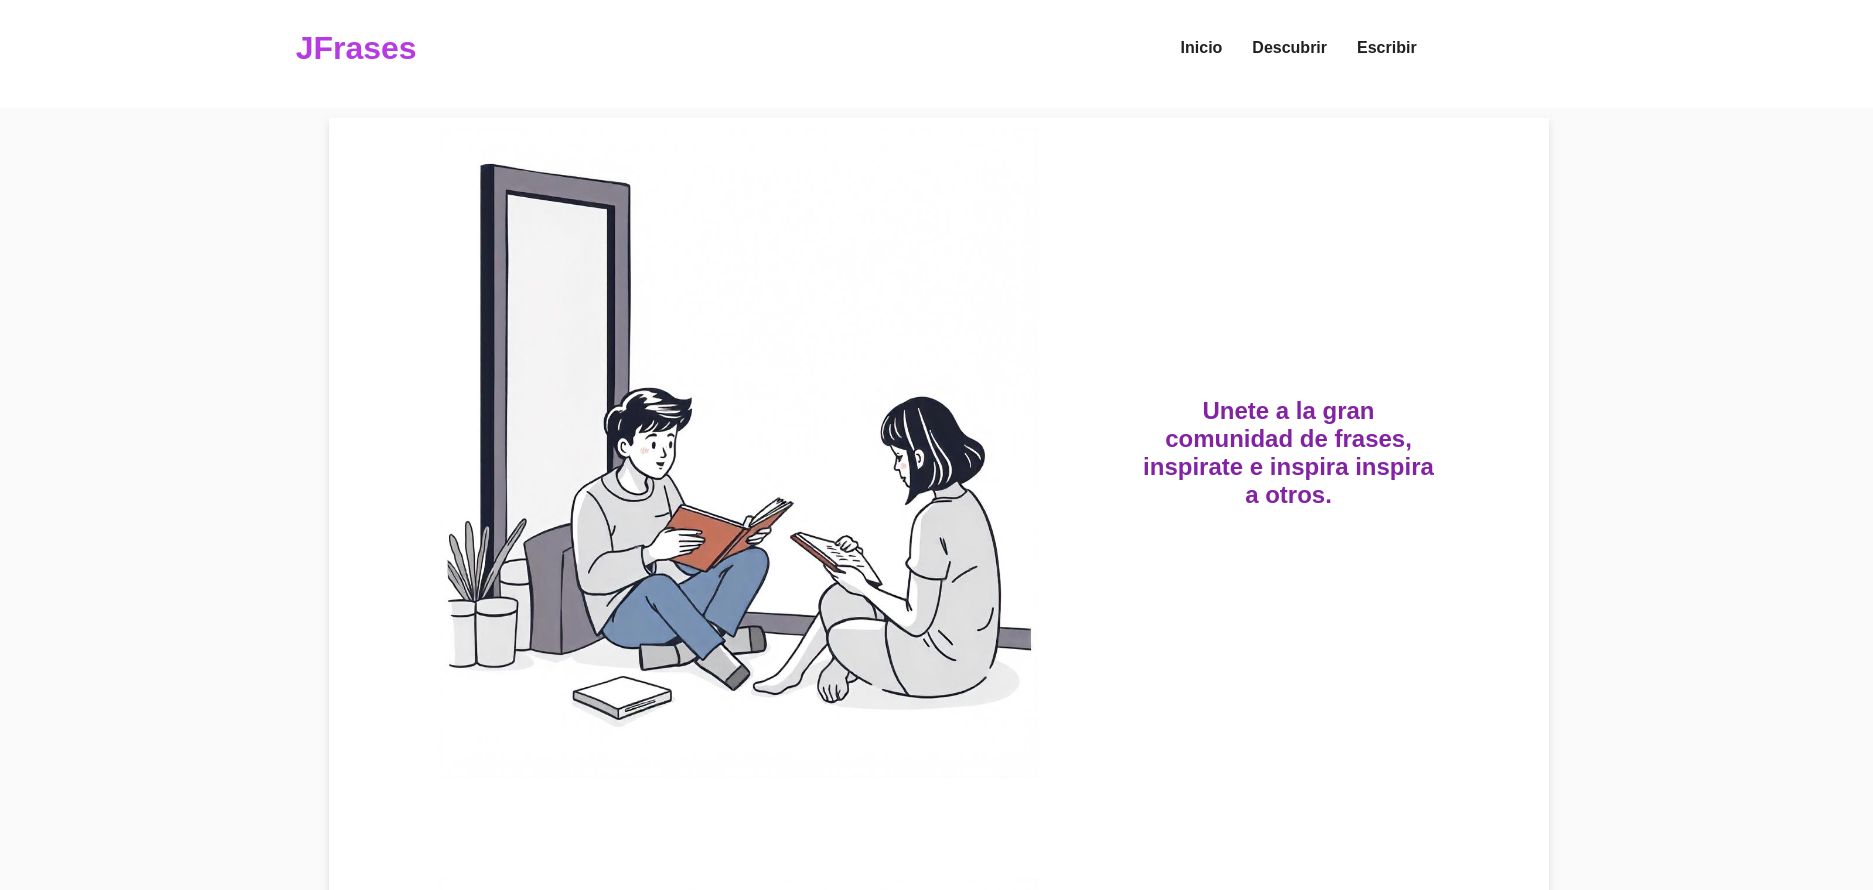 JFrases
Inicio Descubrir Escribir
Unete a la gran
comunidad de frases,
inspirate e inspira inspira
a otros.